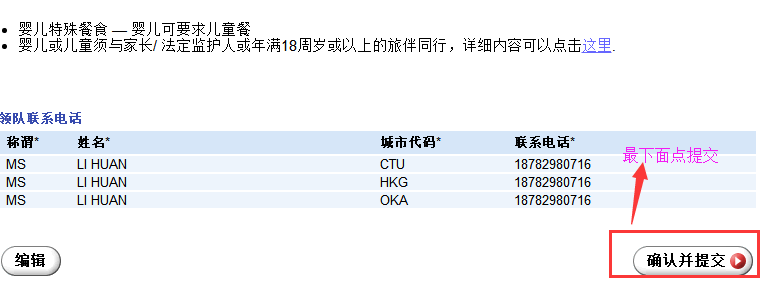 婴儿特殊餐食 — 婴儿可要求儿童餐
婴儿或儿童须与家长/ 法定监护人或年满18周岁或以上的旅伴同行，详细内容可以点击这里.
领队联系电话
称谓* 姓名* 城市代码* 联系电话*
MS LI HUAN CTU 18782980716
最下面点提交
MS LI HUAN HKG 18782980716
MS LI HUAN OKA 18782980716
编辑 确认并提交